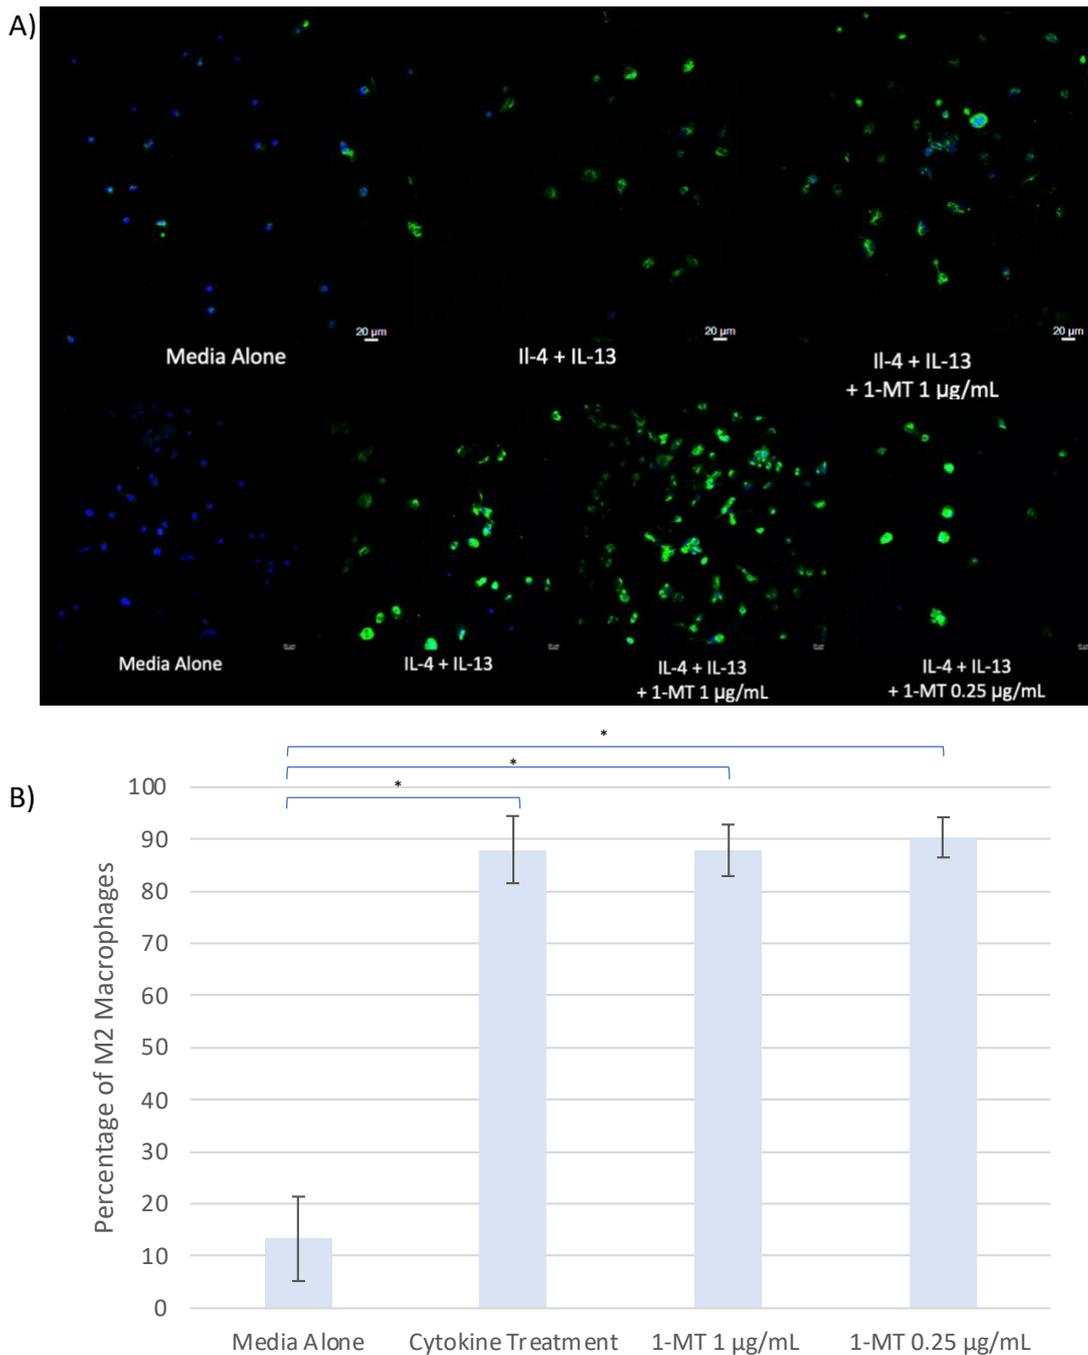 A)
20 µm
20 µm
20 µm
Media Alone
Il-4 + IL-13
Il-4 + IL-13
+ 1-MT 1 µg/mL
Media Alone
IL-4 + IL-13
IL-4 + IL-13
+ 1-MT 1 µg/mL
IL-4 + IL-13
+ 1-MT 0.25 µg/mL
B)
*
*
*
Percentage of M2 Macrophages
100
90
80
70
60
50
40
30
20
10
0
Media Alone
Cytokine Treatment
1-MT 1 µg/mL
1-MT 0.25 µg/mL